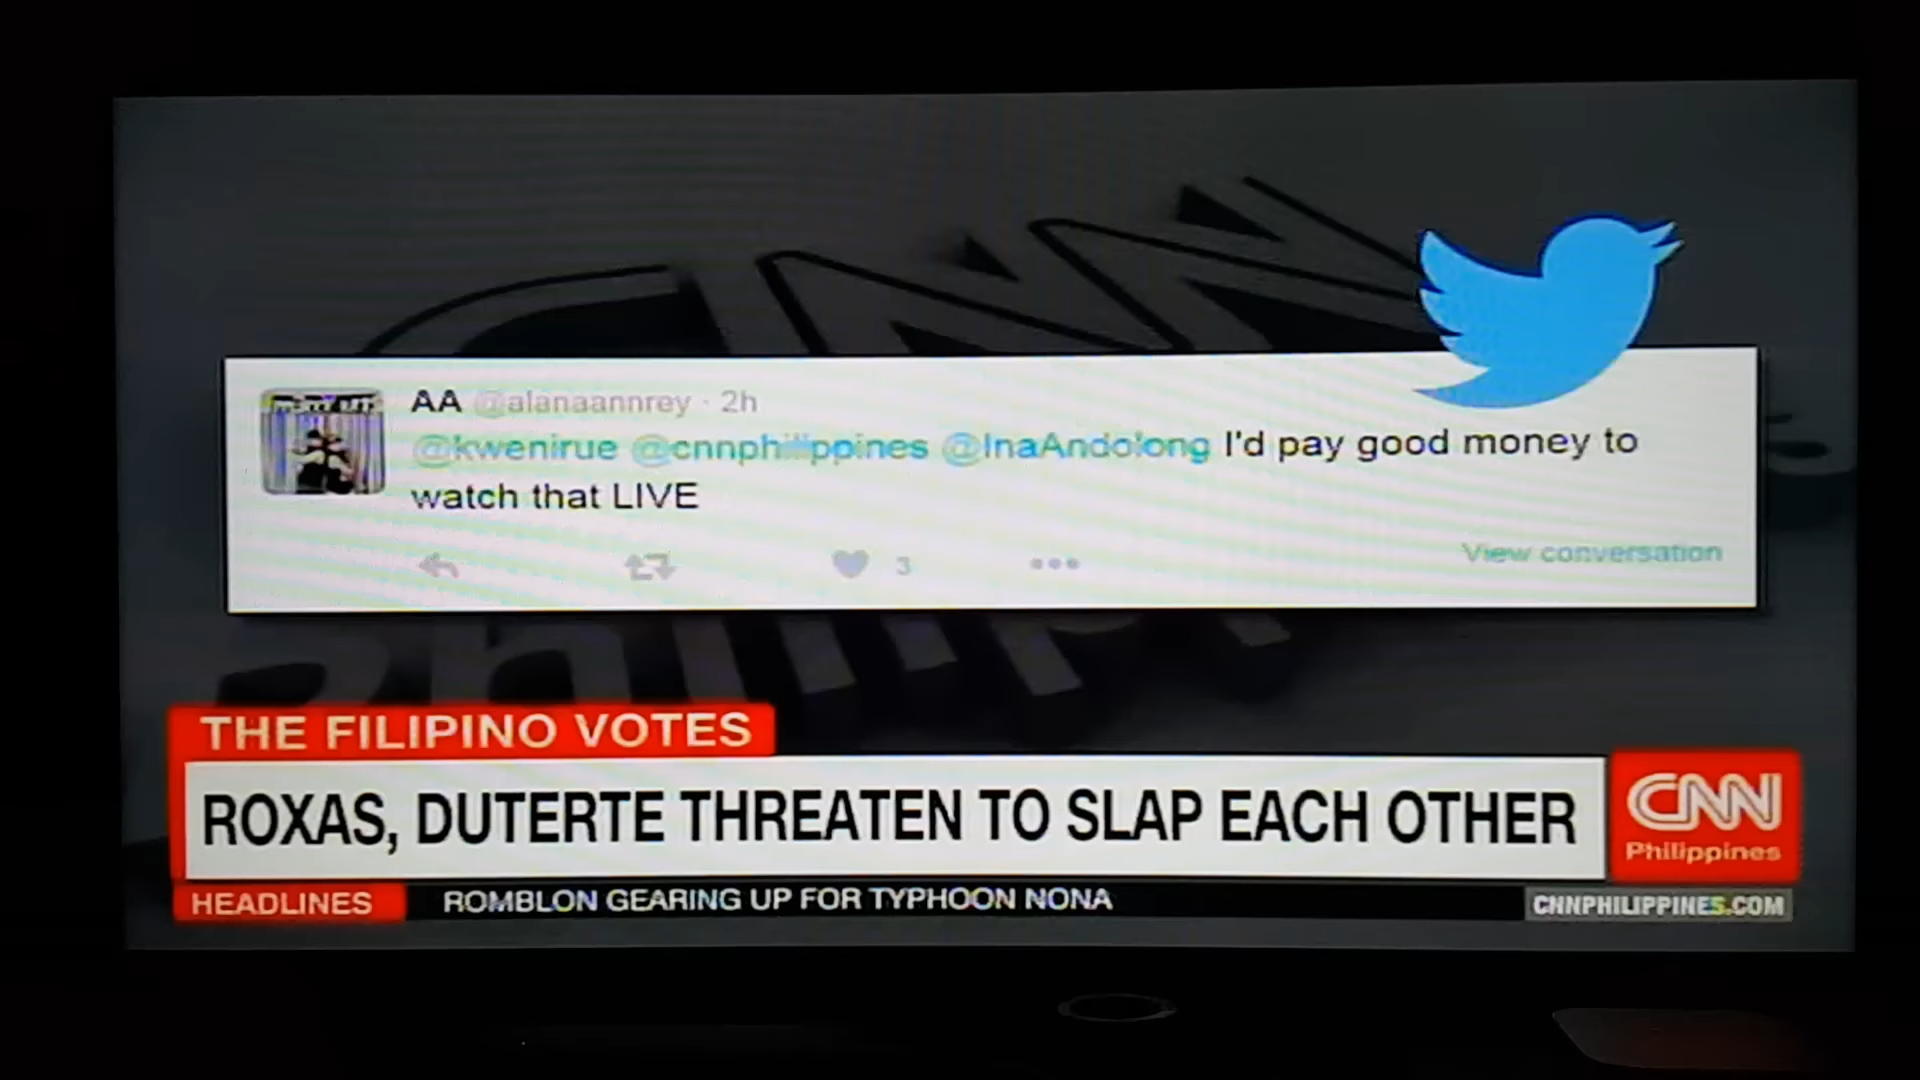 AA @alanaannrey · 2h
@kwenirue @cnnphilippines @InaAndolong I'd pay good money to
watch that LIVE
3
View conversation
THE FILIPINO VOTES
ROXAS, DUTERTE THREATEN TO SLAP EACH OTHER
CNN
Philippines
HEADLINES ROMBLON GEARING UP FOR TYPHOON NONA
CNNPHILIPPINES.COM